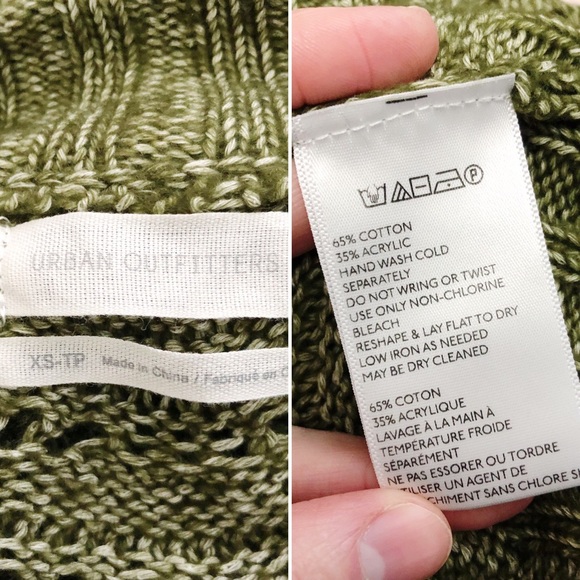 URBAN OUTFITTERS
XS-TP Made in China / Fabriqué en
65% COTTON
35% ACRYLIC
HAND WASH COLD
SEPARATELY
DO NOT WRING OR TWIST
USE ONLY NON-CHLORINE
BLEACH
RESHAPE & LAY FLAT TO DRY
LOW IRON AS NEEDED
MAY BE DRY CLEANED
65% COTON
35% ACRYLIQUE
LAVAGE À LA MAIN À
TEMPÉRATURE FROIDE
SÉPARÉMENT
NE PAS ESSORER OU TORDRE
UTILISER UN AGENT DE
CHIMENT SANS CHLORE S